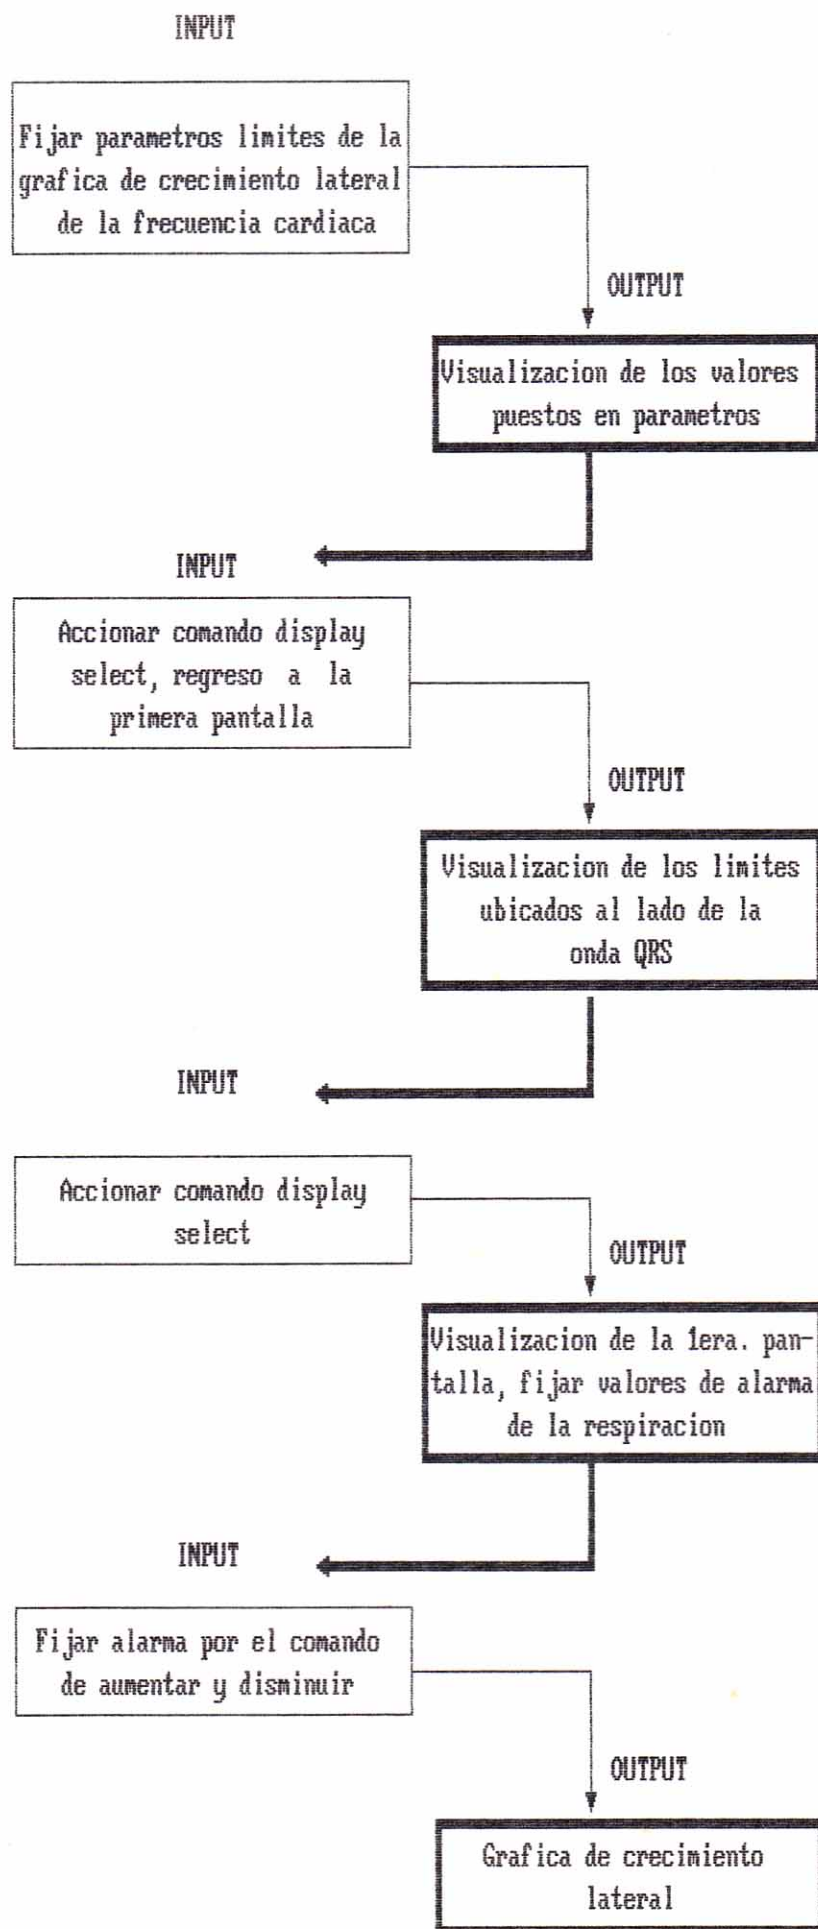 INPUT
Fijar parametros limites de la
grafica de crecimiento lateral
de la frecuencia cardiaca
OUTPUT
Visualizacion de los valores
puestos en parametros
INPUT
Accionar comando display
select, regreso a la
primera pantalla
OUTPUT
Visualizacion de los limites
ubicados al lado de la
onda QRS
INPUT
Accionar comando display
select
OUTPUT
Visualizacion de la 1era. pan-
talla, fijar valores de alarma
de la respiracion
INPUT
Fijar alarma por el comando
de aumentar y disminuir
OUTPUT
Grafica de crecimiento
lateral